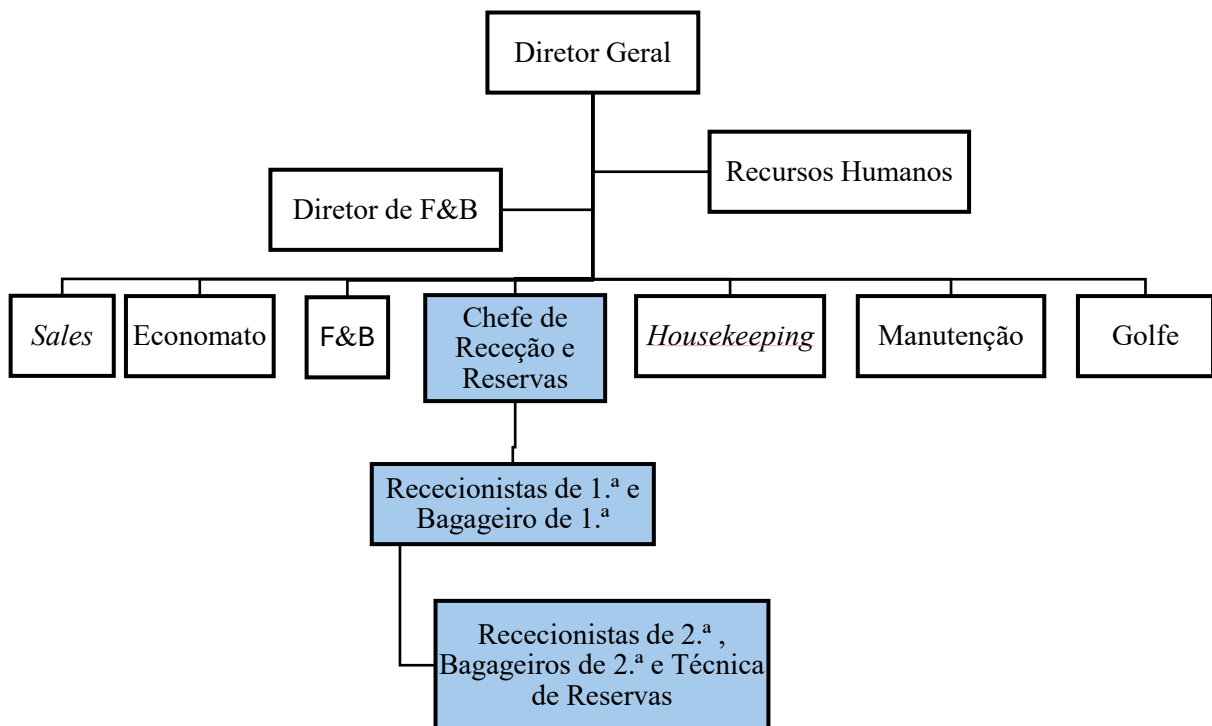 Diretor Geral
Recursos Humanos
Diretor de F&B
Sales
Economato
F&B
Chefe de
Receção e
Reservas
Housekeeping
Manutenção
Golfe
Rececionistas de 1.ª e
Bagageiro de 1.ª
Rececionistas de 2.ª ,
Bagageiros de 2.ª e Técnica
de Reservas